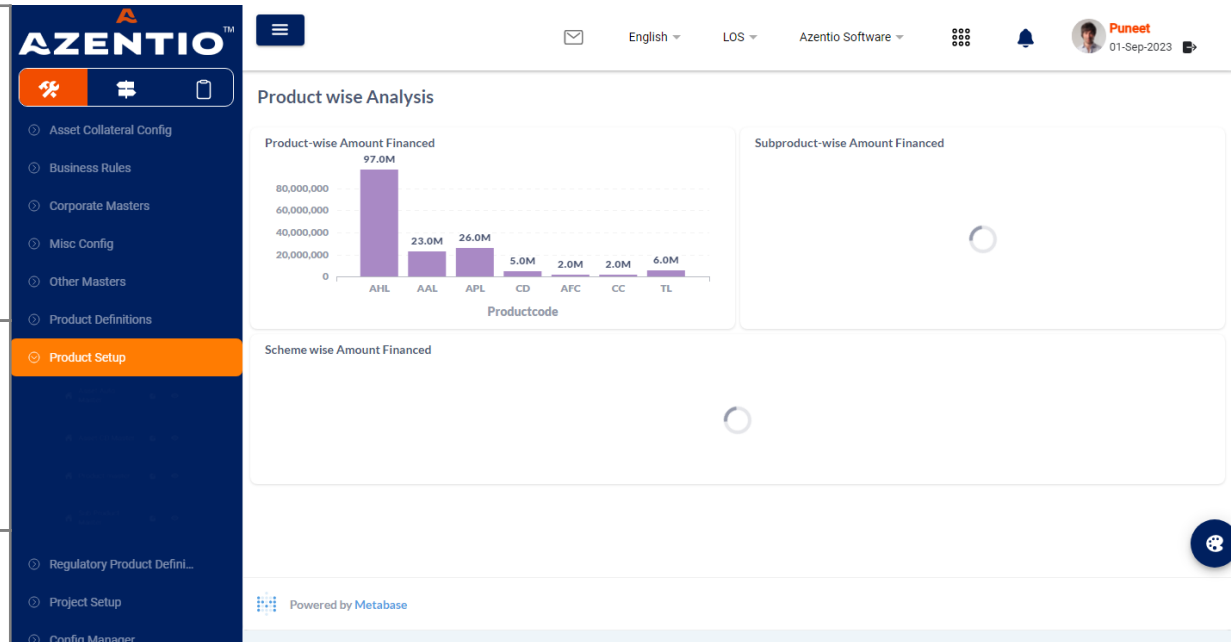 AZENTIO™
English
LOS
Azentio Software
Puneet
01-Sep-2023
Asset Collateral Config
Business Rules
Corporate Masters
Misc Config
Other Masters
Product Definitions
Product Setup
Regulatory Product Defini...
Project Setup
Config Manager
Product wise Analysis
Product-wise Amount Financed
97.0M
80,000,000
60,000,000
40,000,000
20,000,000
0
23.0M
26.0M
5.0M
2.0M
2.0M
6.0M
AHL AAL APL CD AFC CC TL
Productcode
Subproduct-wise Amount Financed
Scheme wise Amount Financed
Powered by Metabase